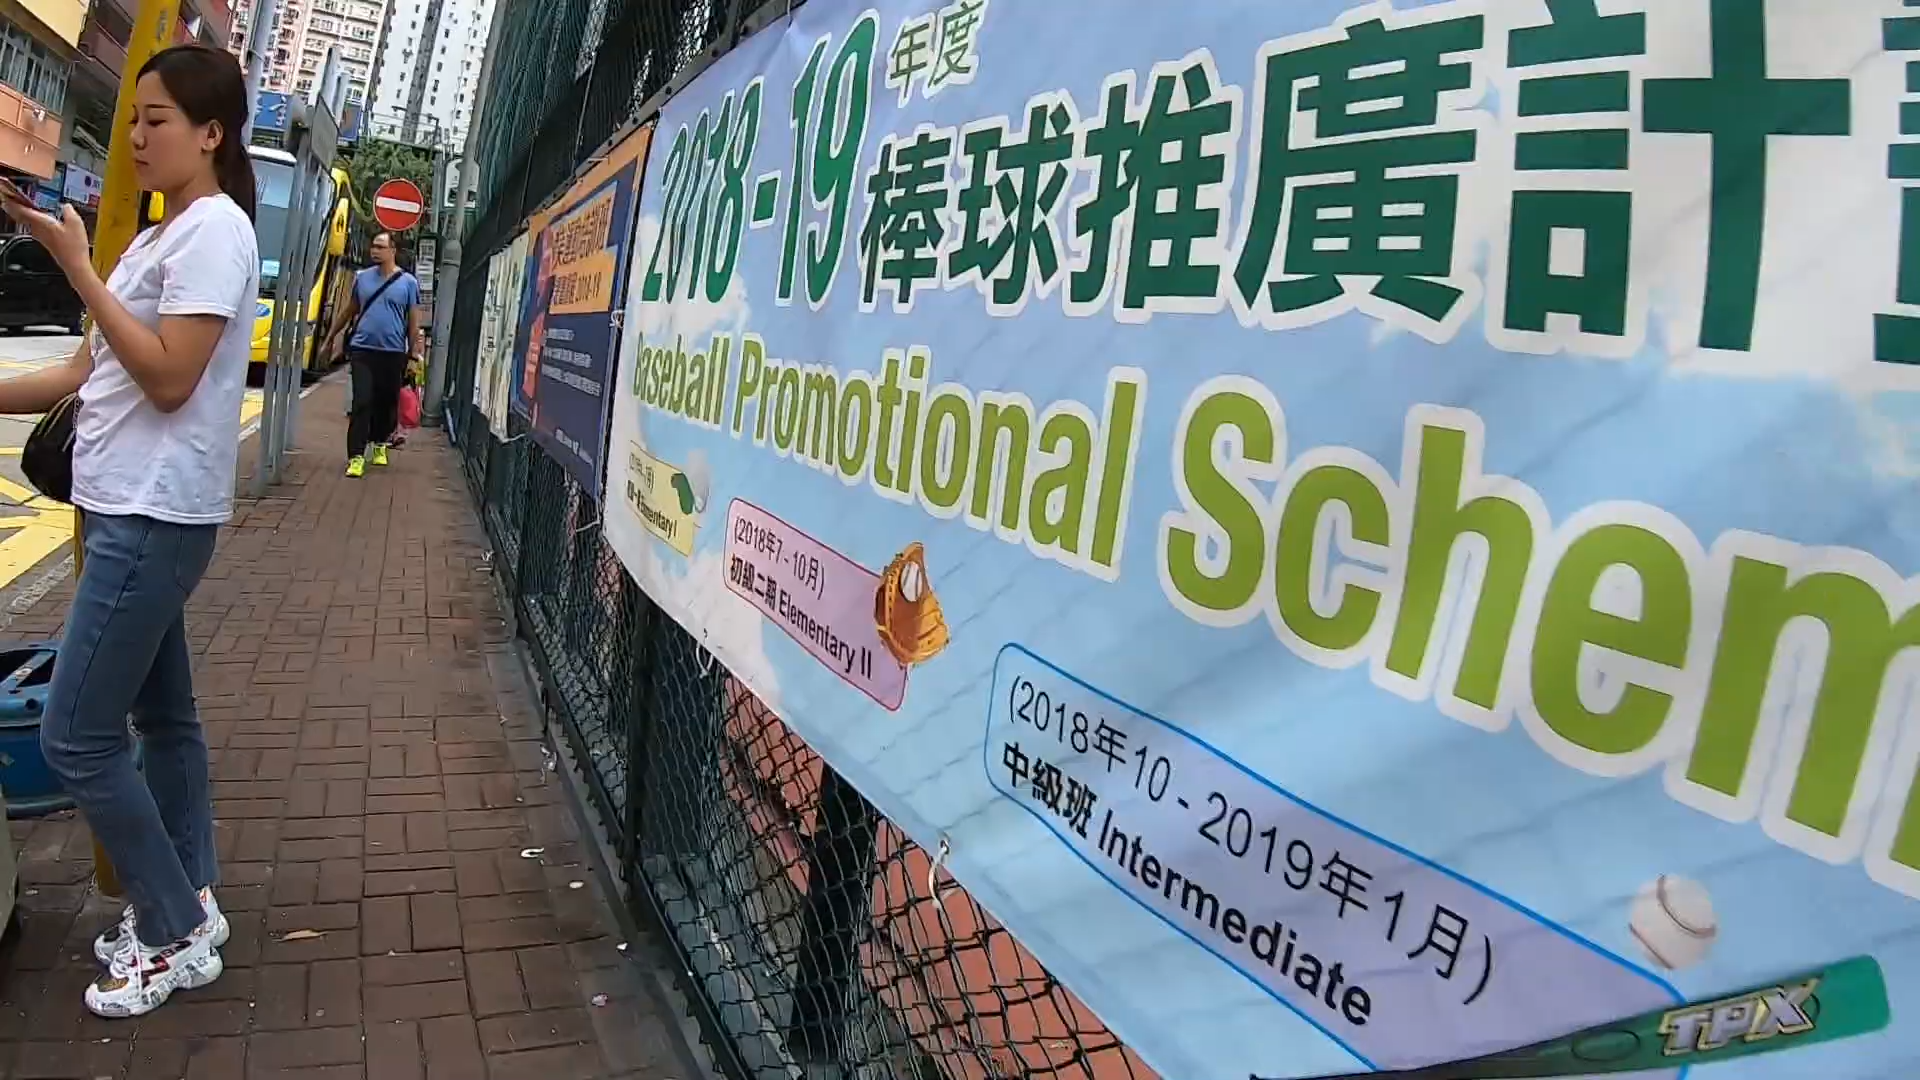 2018-19年度
棒球推廣計
Baseball Promotional Schem
Elementary I
(2018年7 - 10月)
初級二期 Elementary II
(2018年10 - 2019年1月)
中級班 Intermediate
TPX